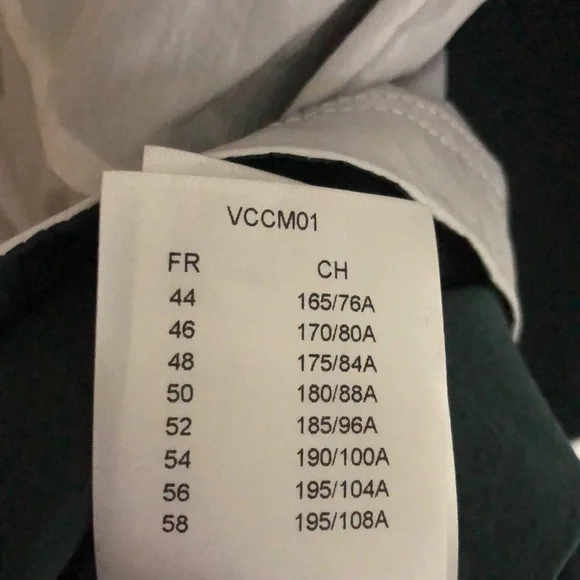 VCCM01
FR CH
44 165/76A
46 170/80A
48 175/84A
50 180/88A
52 185/96A
54 190/100A
56 195/104A
58 195/108A